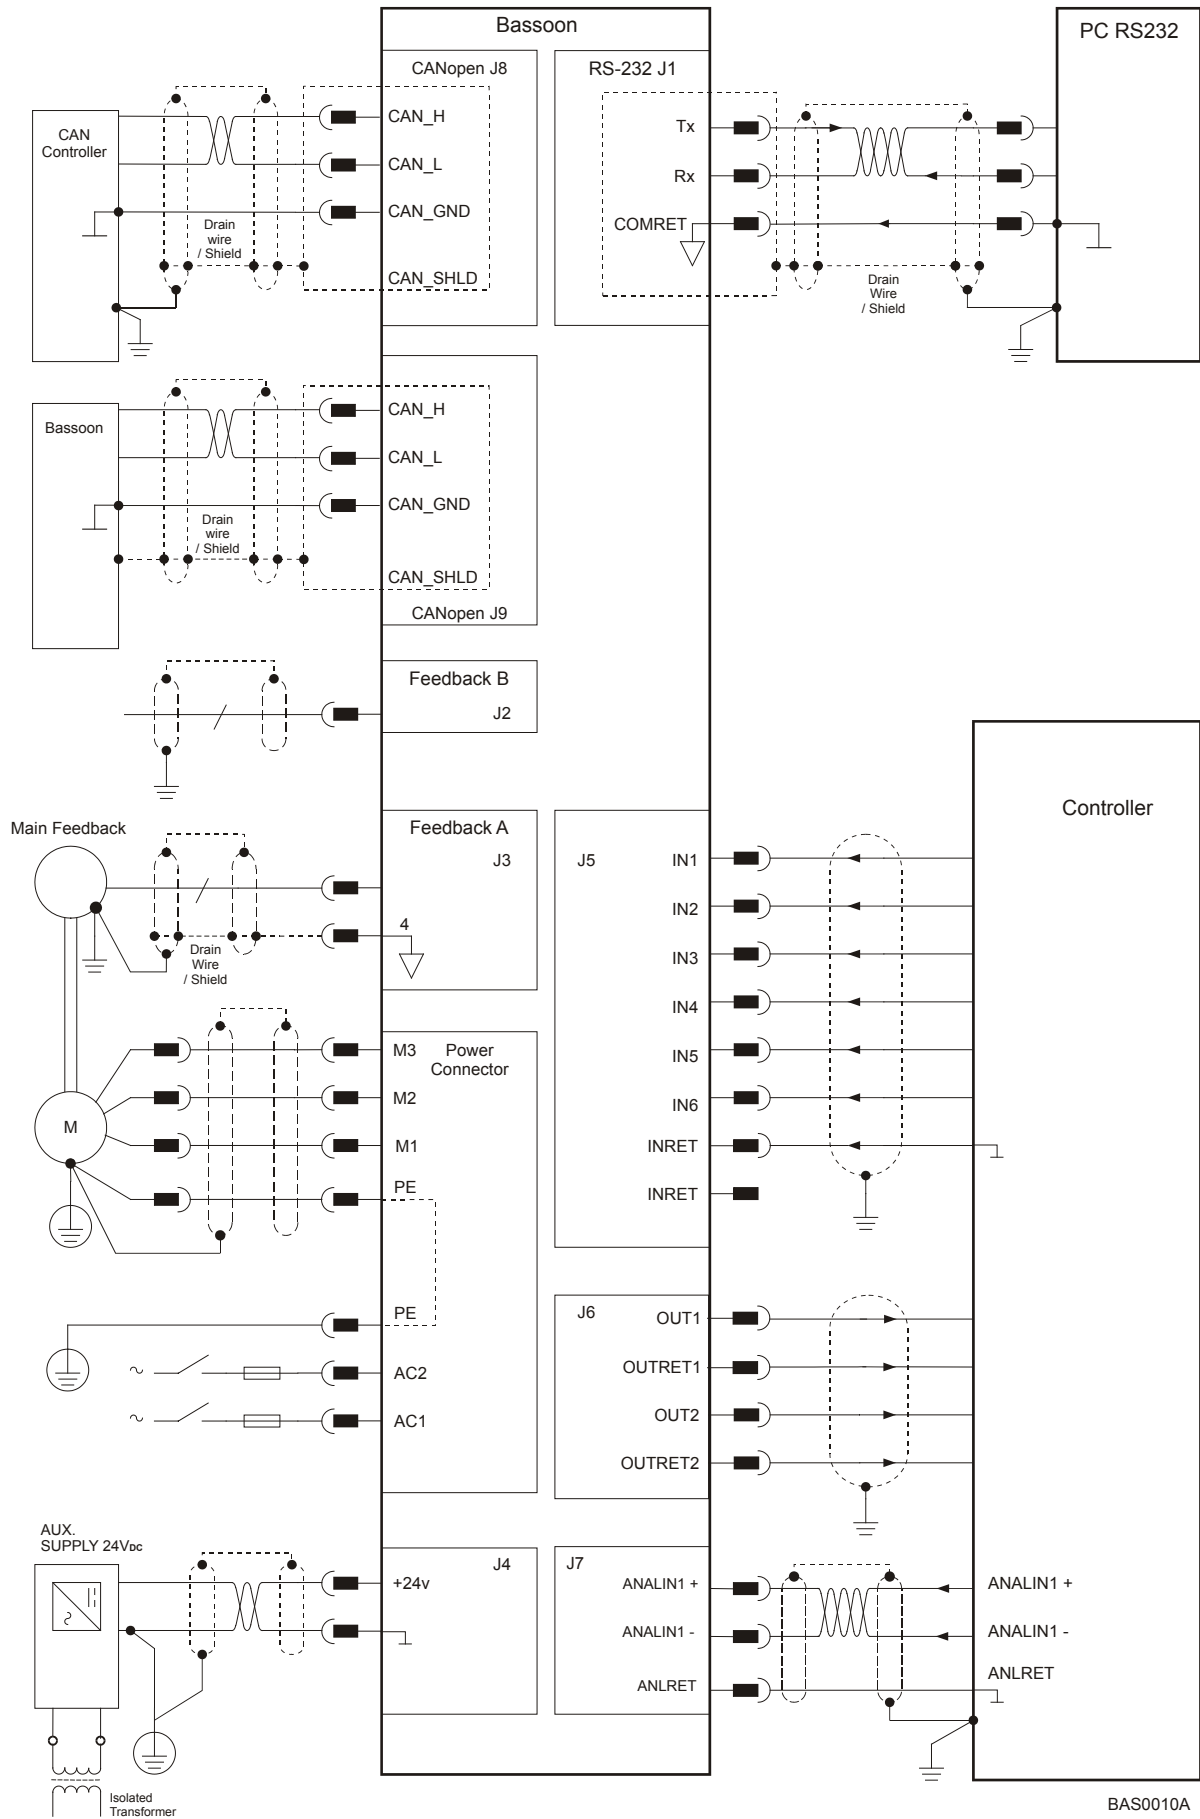 Bassoon
PC RS232
CANopen J8
CAN_H
CAN_L
CAN_GND
CAN_SHLD
CAN
Controller
Drain
wire
/ Shield
RS-232 J1
Tx
Rx
COMRET
Drain
Wire
/ Shield
Bassoon
CAN_H
CAN_L
CAN_GND
CAN_SHLD
CANopen J9
Drain
wire
/ Shield
Feedback B
J2
Main Feedback
Feedback A
J3
4
Drain
Wire
/ Shield
M
M3
M2
M1
PE
Power
Connector
PE
~
AC2
~
AC1
AUX.
SUPPLY 24VDC
~
J4
+24v
Isolated
Transformer
Controller
J5
IN1
IN2
IN3
IN4
IN5
IN6
INRET
INRET
J6
OUT1
OUTRET1
OUT2
OUTRET2
J7
ANALIN1 +
ANALIN1 -
ANLRET
ANALIN1 +
ANALIN1 -
ANLRET
BAS0010A